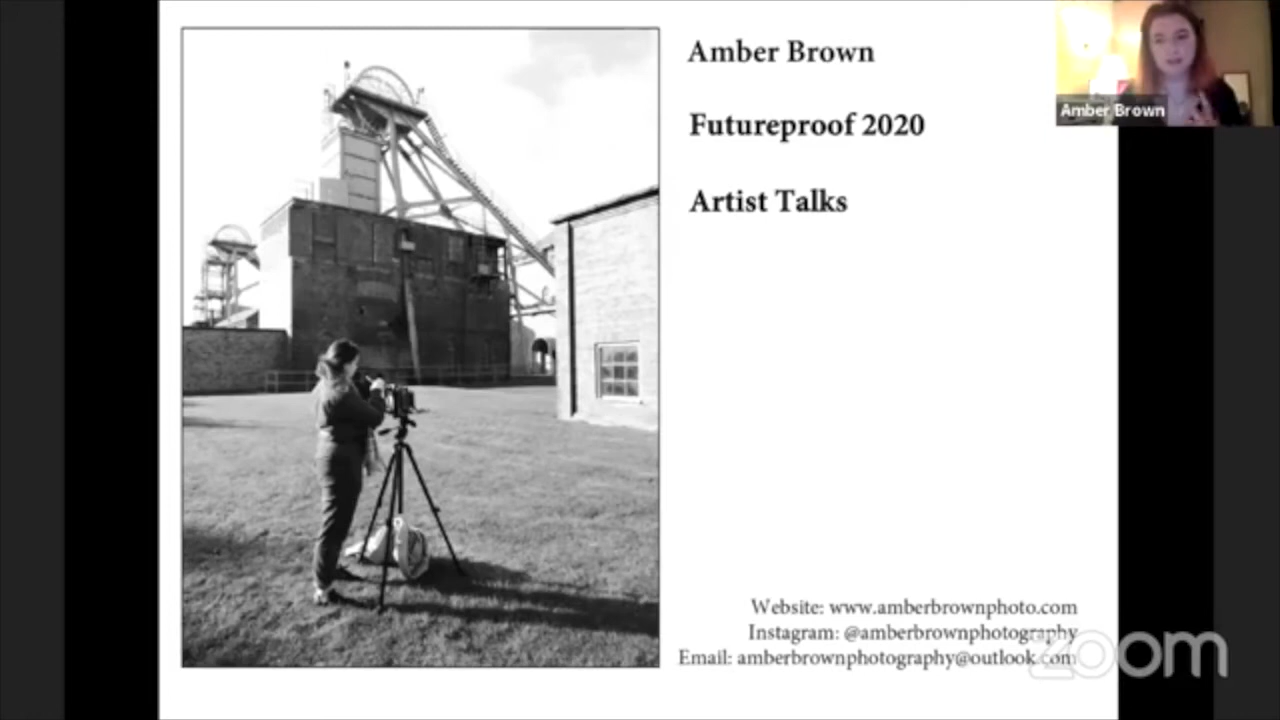 Amber Brown
Futureproof 2020
Artist Talks
Amber Brown
Website: www.amberbrownphoto.com
Instagram: @amberbrownphotography
Email: amberbrownphotography@outlook.com
zoom